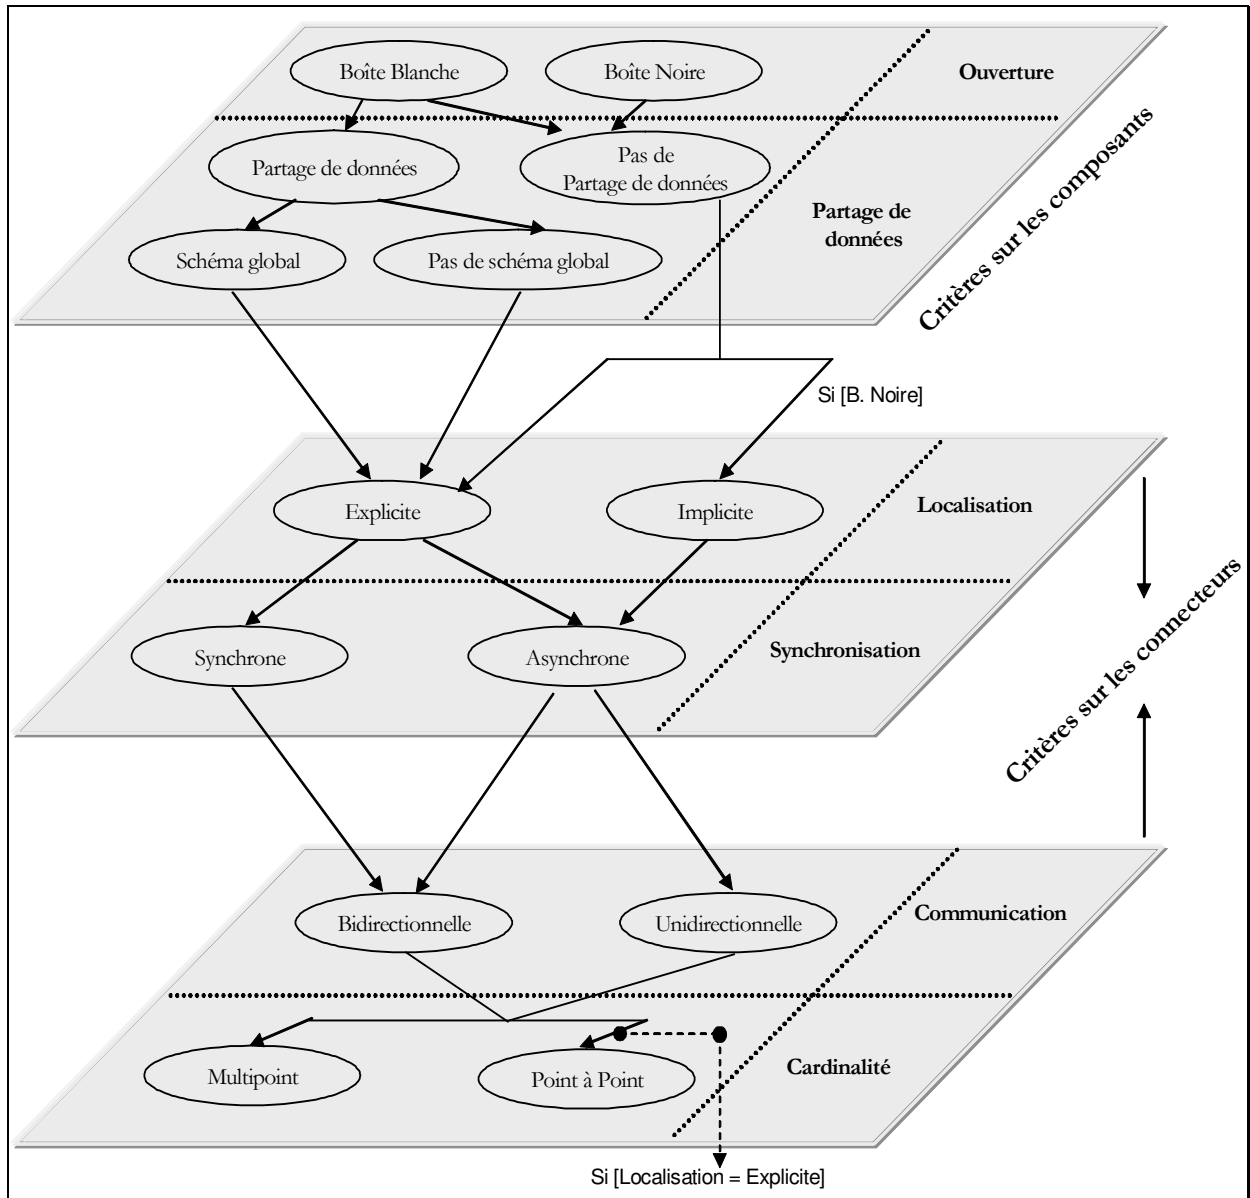 Boîte Blanche
Boîte Noire
Ouverture
Partage de données
Pas de
Partage de données
Partage de
données
Schéma global
Pas de schéma global
Critères sur les composants
Si [B. Noire]
Explicite
Implicite
Localisation
Synchrone
Asynchrone
Synchronisation
Critères sur les connecteurs
Bidirectionnelle
Unidirectionnelle
Communication
Multipoint
Point à Point
Cardinalité
Si [Localisation = Explicite]